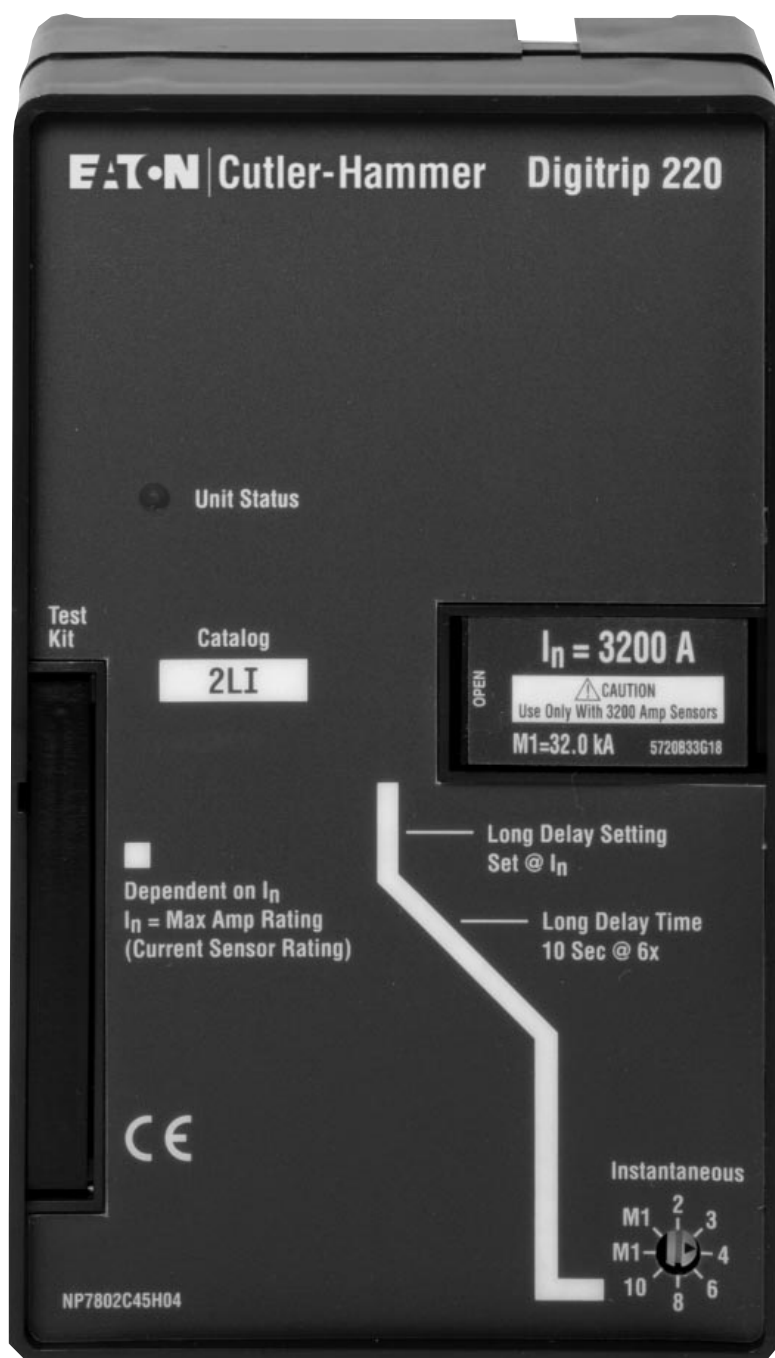 EATON Cutler-Hammer Digitrip 220
Unit Status
Test
Kit
Catalog
2LI
OPEN
In = 3200 A
⚠ CAUTION
Use Only With 3200 Amp Sensors
M1=32.0 kA 5720B33G18
Long Delay Setting
Set @ In
Dependent on In
In = Max Amp Rating
(Current Sensor Rating)
Long Delay Time
10 Sec @ 6x
CE
Instantaneous
M1 2 3
M1 4
10 8 6
NP7802C45H04